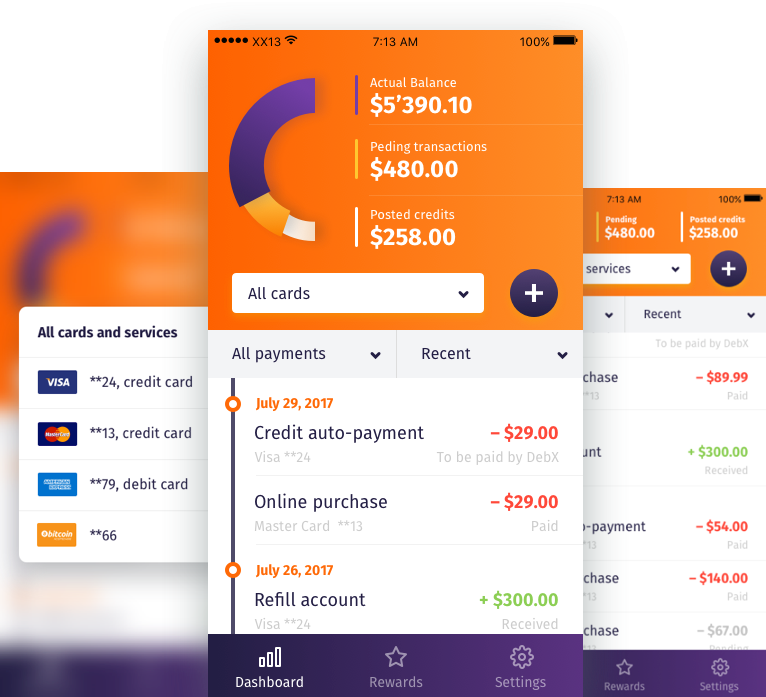 All cards and services
VISA
**24, credit card
MasterCard
**13, credit card
AMERICAN EXPRESS
**79, debit card
bitcoin
**66
XX13
7:13 AM
100%
Actual Balance
$5’390.10
Peding transactions
$480.00
Posted credits
$258.00
All cards
All payments
Recent
July 29, 2017
Credit auto-payment – $29.00
Visa **24 To be paid by DebX
Online purchase – $29.00
Master Card **13 Paid
July 26, 2017
Refill account + $300.00
Visa **24 Received
Dashboard
Rewards
Settings
7:13 AM
100%
Pending
$480.00
Posted credits
$258.00
services
Recent
To be paid by DebX
chase – $89.99
*13 Paid
unt + $300.00
Received
o-payment – $54.00
*13 Paid
chase – $140.00
*13 Paid
chase – $67.00
*13 Pending
Rewards
Settings